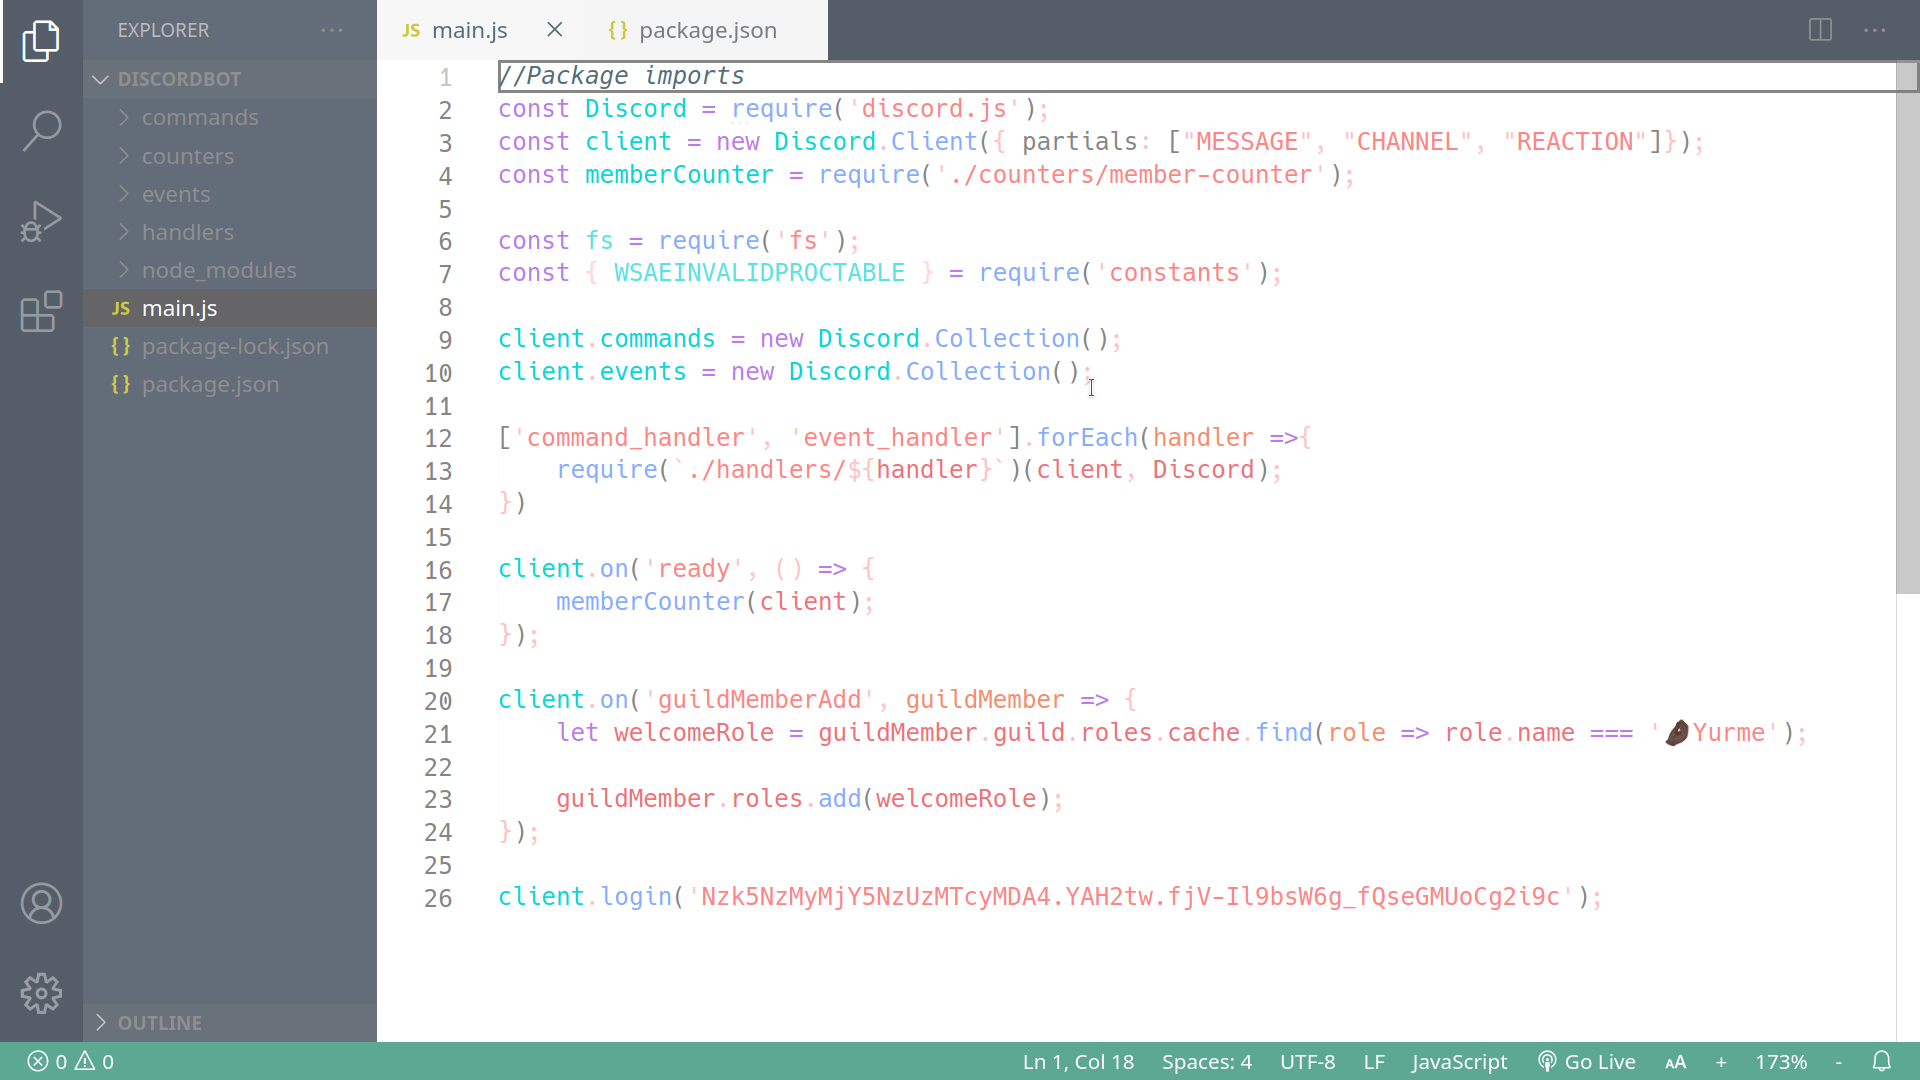 EXPLORER
DISCORDBOT
commands
counters
events
handlers
node_modules
JS main.js
{} package-lock.json
{} package.json
OUTLINE
JS main.js
{} package.json
1 //Package imports
2 const Discord = require('discord.js');
3 const client = new Discord.Client({ partials: ["MESSAGE", "CHANNEL", "REACTION"]});
4 const memberCounter = require('./counters/member-counter');
5
6 const fs = require('fs');
7 const { WSAEINVALIDPROCTABLE } = require('constants');
8
9 client.commands = new Discord.Collection();
10 client.events = new Discord.Collection();
11
12 ['command_handler', 'event_handler'].forEach(handler =>{
13     require(`./handlers/${handler}`)(client, Discord);
14 })
15
16 client.on('ready', () => {
17     memberCounter(client);
18 });
19
20 client.on('guildMemberAdd', guildMember => {
21     let welcomeRole = guildMember.guild.roles.cache.find(role => role.name === 'Yurme');
22
23     guildMember.roles.add(welcomeRole);
24 });
25
26 client.login('Nzk5NzMyMjY5NzUzMTcyMDA4.YAH2tw.fjV-Il9bsW6g_fQseGMUoCg2i9c');
0 0
Ln 1, Col 18 Spaces: 4 UTF-8 LF JavaScript Go Live AA + 173% -